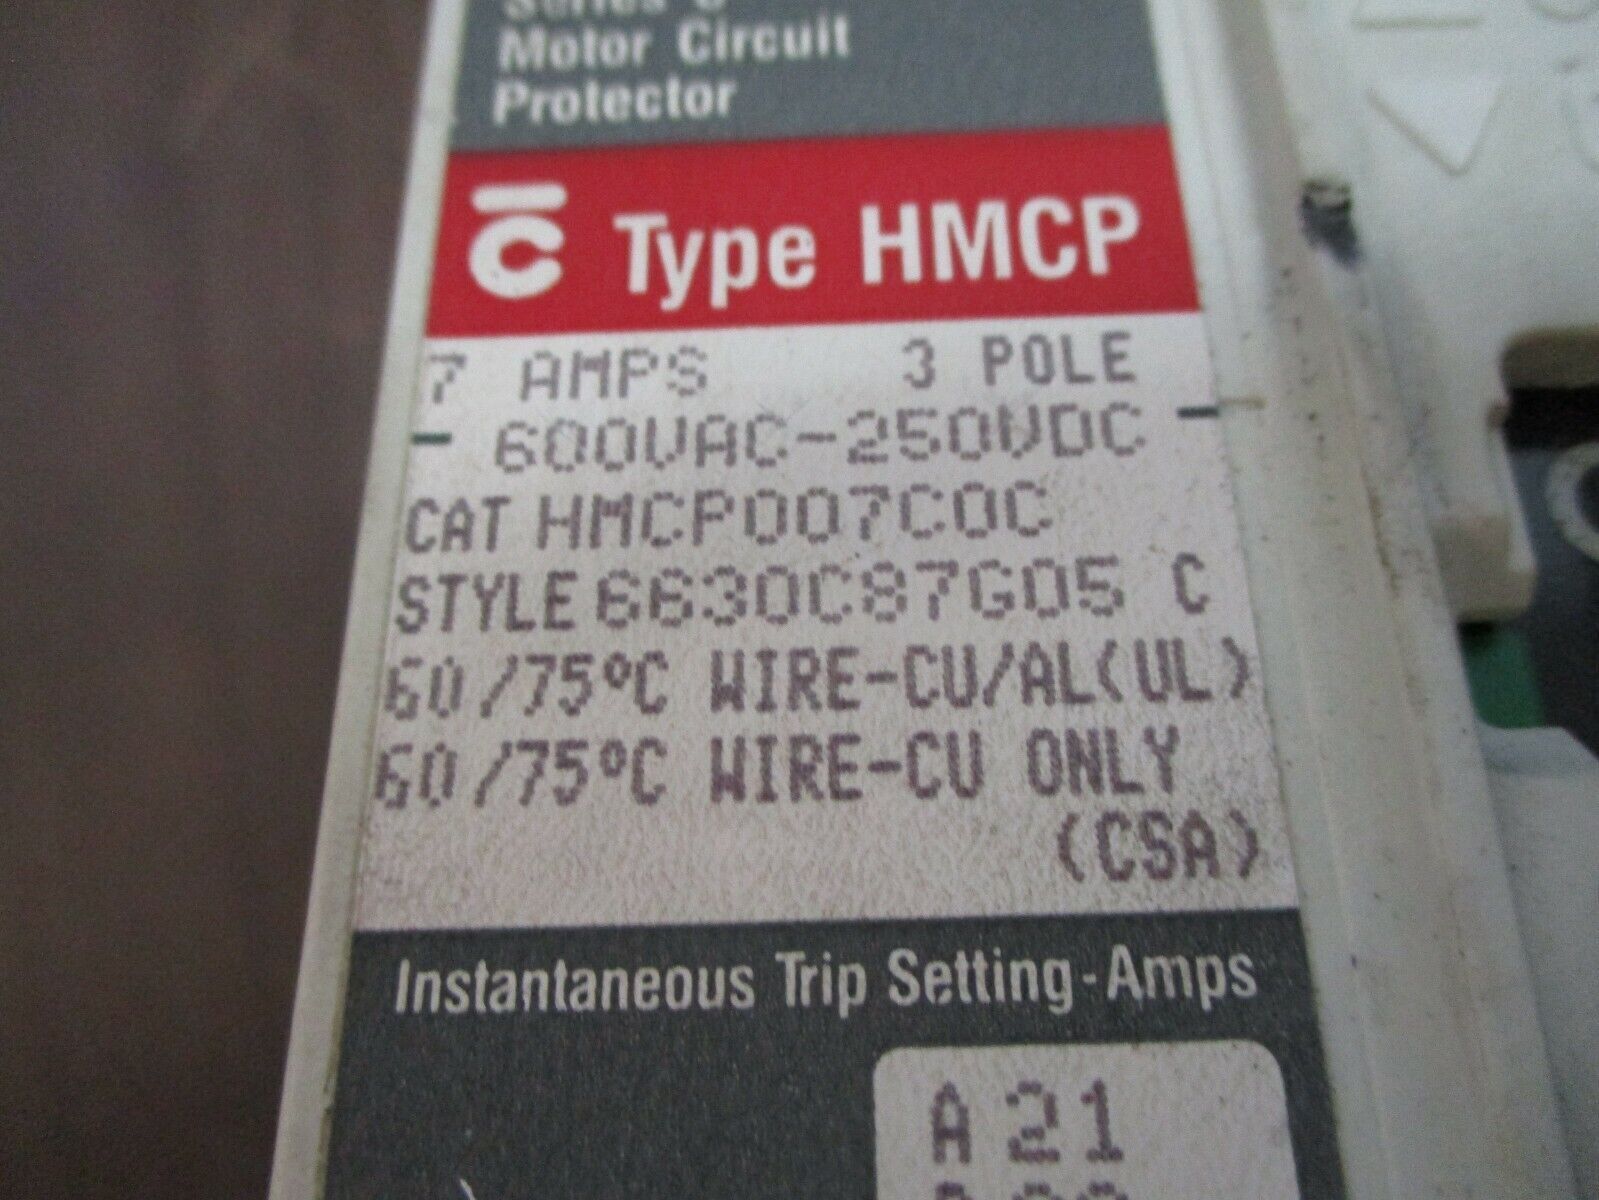 Series C
Motor Circuit
Protector
C Type HMCP
7 AMPS 3 POLE
- 600VAC-250VDC -
CAT HMCP007C0C
STYLE 6630C87G05 C
60/75°C WIRE-CU/AL(UL)
60/75°C WIRE-CU ONLY
(CSA)
Instantaneous Trip Setting-Amps
A 21